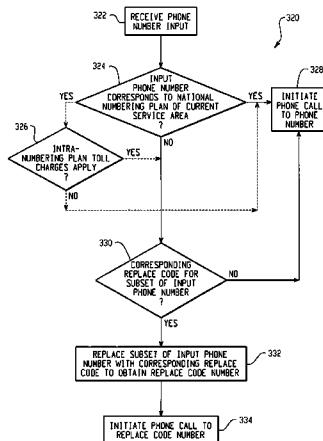 322
RECEIVE PHONE
NUMBER INPUT
320
324
INPUT
PHONE NUMBER
CORRESPONDS TO NATIONAL
NUMBERING PLAN OF CURRENT
SERVICE AREA
?
YES
YES
328
INITIATE
PHONE CALL
TO PHONE
NUMBER
326
INTRA-
NUMBERING PLAN TOLL
CHARGES APPLY
?
YES
NO
NO
330
CORRESPONDING
REPLACE CODE FOR
SUBSET OF INPUT
PHONE NUMBER
?
NO
YES
REPLACE SUBSET OF INPUT PHONE
NUMBER WITH CORRESPONDING REPLACE
CODE TO OBTAIN REPLACE CODE NUMBER
332
INITIATE PHONE CALL TO
REPLACE CODE NUMBER
334